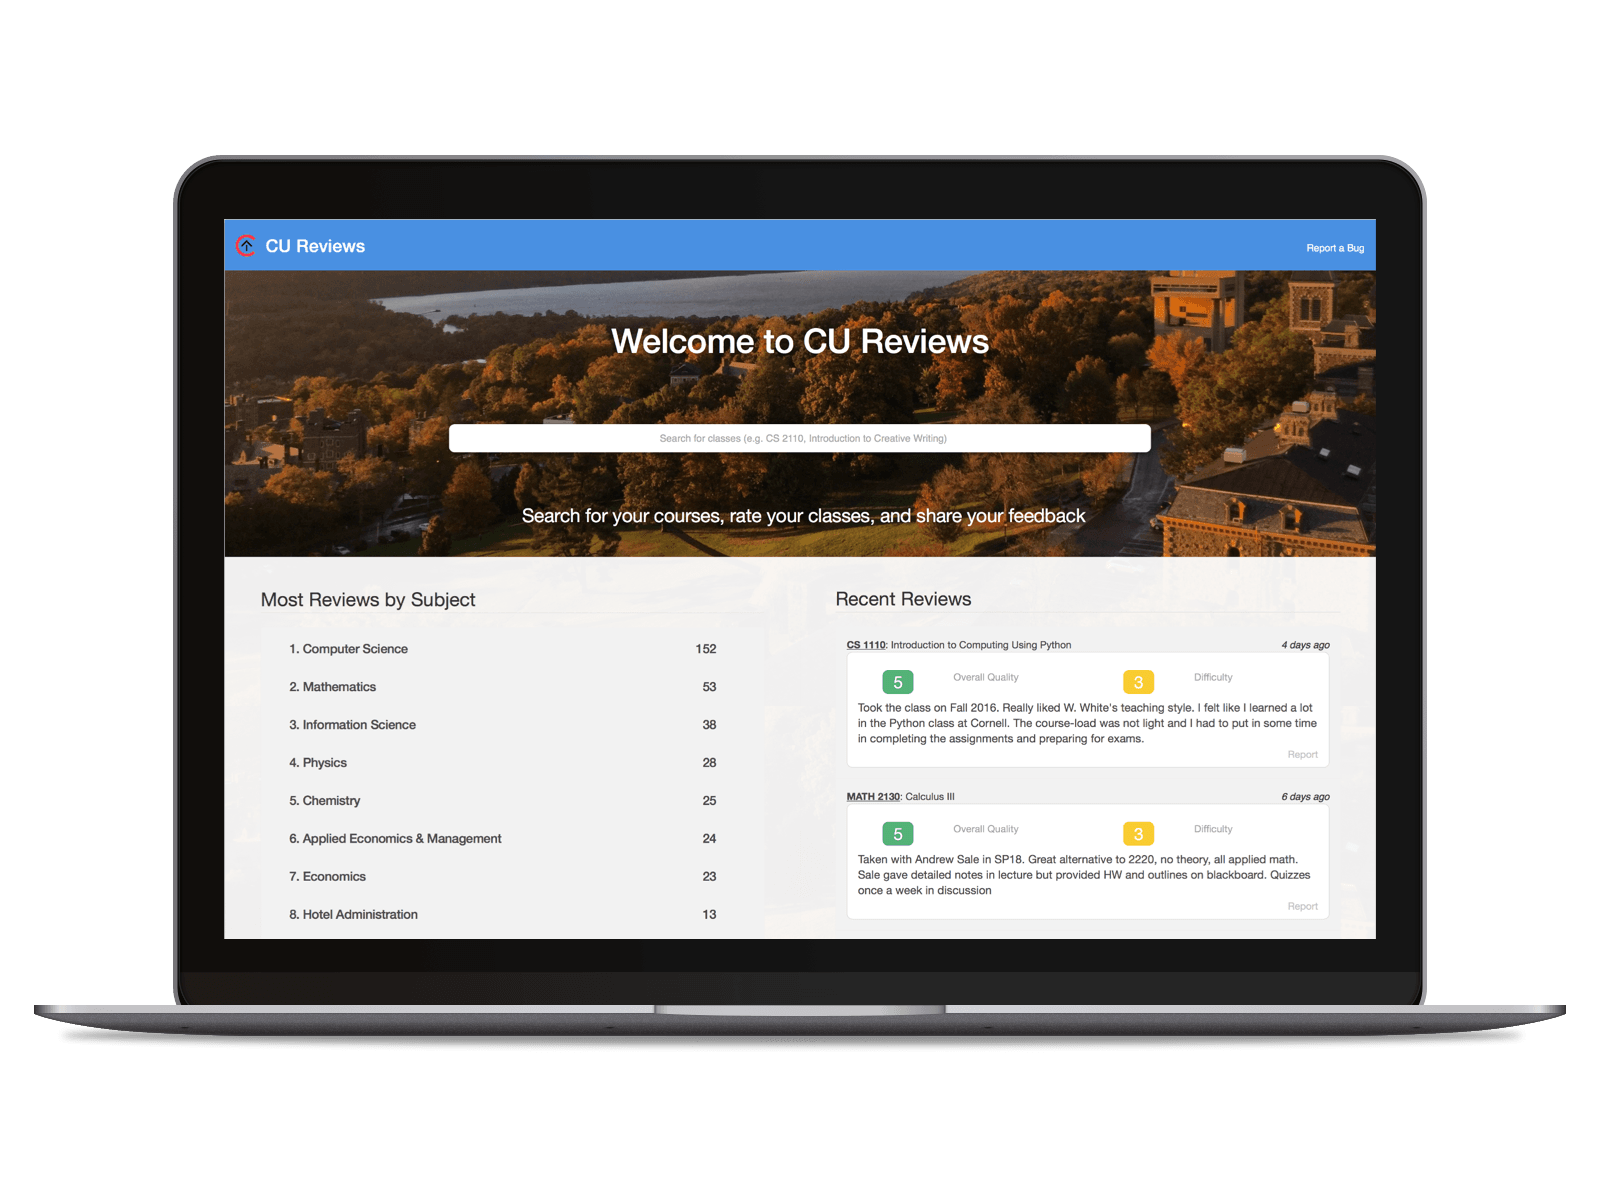 CU Reviews
Report a Bug
Welcome to CU Reviews
Search for classes (e.g. CS 2110, Introduction to Creative Writing)
Search for your courses, rate your classes, and share your feedback
Most Reviews by Subject
1. Computer Science 152
2. Mathematics 53
3. Information Science 38
4. Physics 28
5. Chemistry 25
6. Applied Economics & Management 24
7. Economics 23
8. Hotel Administration 13
Recent Reviews
CS 1110: Introduction to Computing Using Python 4 days ago
5 Overall Quality 3 Difficulty
Took the class on Fall 2016. Really liked W. White's teaching style. I felt like I learned a lot
in the Python class at Cornell. The course-load was not light and I had to put in some time
in completing the assignments and preparing for exams.
Report
MATH 2130: Calculus III 6 days ago
5 Overall Quality 3 Difficulty
Taken with Andrew Sale in SP18. Great alternative to 2220, no theory, all applied math.
Sale gave detailed notes in lecture but provided HW and outlines on blackboard. Quizzes
once a week in discussion
Report